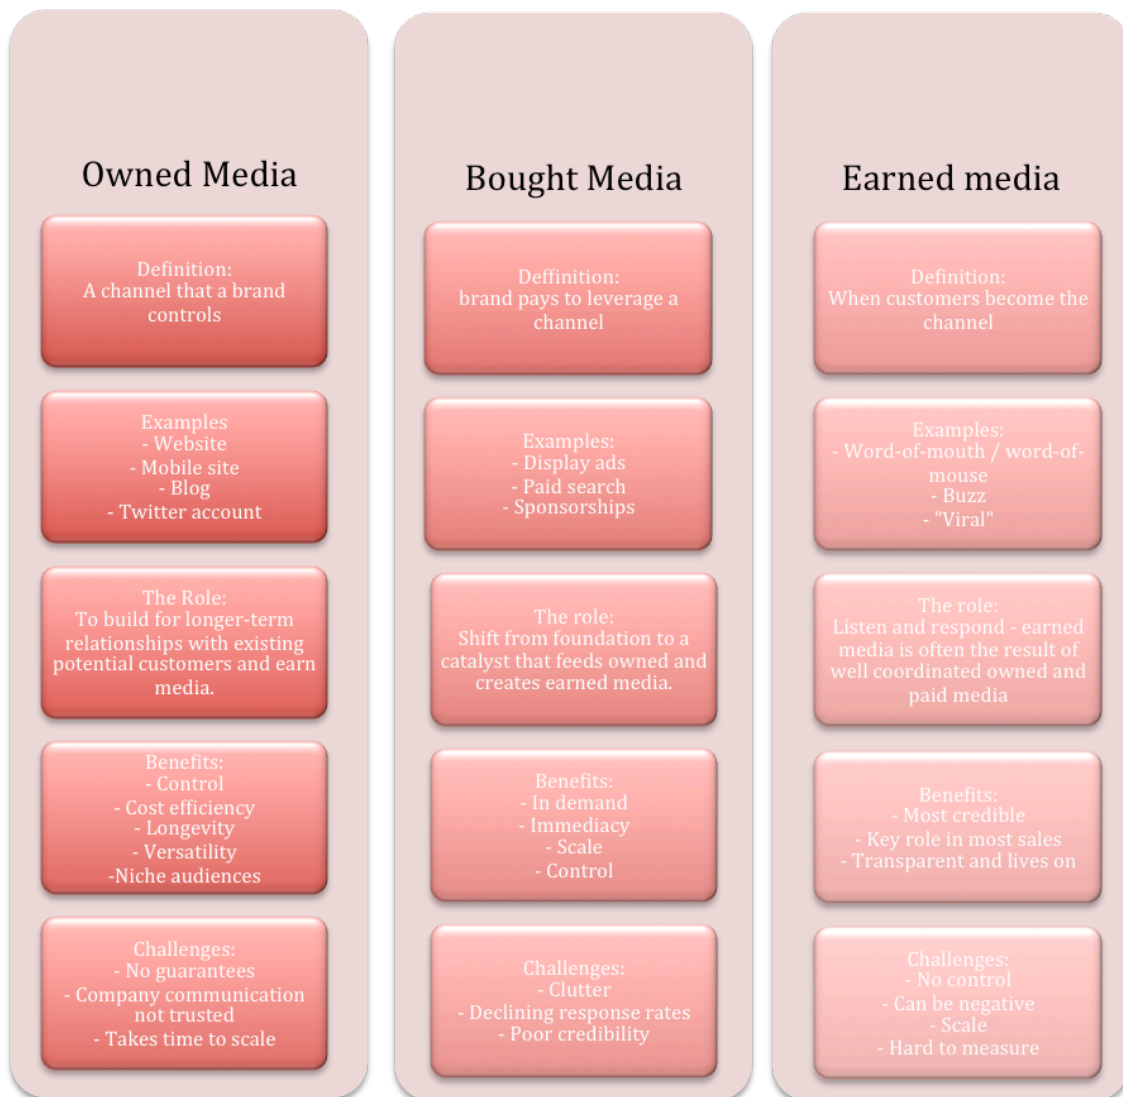 Owned Media
Definition:
A channel that a brand
controls
Examples
- Website
- Mobile site
- Blog
- Twitter account
The Role:
To build for longer-term
relationships with existing
potential customers and earn
media.
Benefits:
- Control
- Cost efficiency
- Longevity
- Versatility
-Niche audiences
Challenges:
- No guarantees
- Company communication
not trusted
- Takes time to scale
Bought Media
Deffinition:
brand pays to leverage a
channel
Examples:
- Display ads
- Paid search
- Sponsorships
The role:
Shift from foundation to a
catalyst that feeds owned and
creates earned media.
Benefits:
- In demand
- Immediacy
- Scale
- Control
Challenges:
- Clutter
- Declining response rates
- Poor credibility
Earned media
Definition:
When customers become the
channel
Examples:
- Word-of-mouth / word-of-
mouse
- Buzz
- "Viral"
The role:
Listen and respond - earned
media is often the result of
well coordinated owned and
paid media
Benefits:
- Most credible
- Key role in most sales
- Transparent and lives on
Challenges:
- No control
- Can be negative
- Scale
- Hard to measure